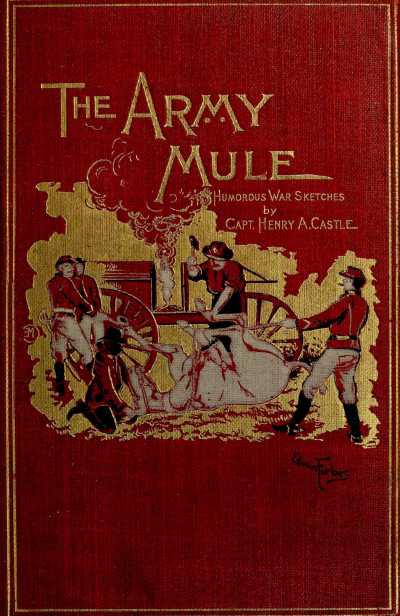 THE ARMY
MULE
HUMOROUS WAR SKETCHES
by
CAPT. HENRY A. CASTLE